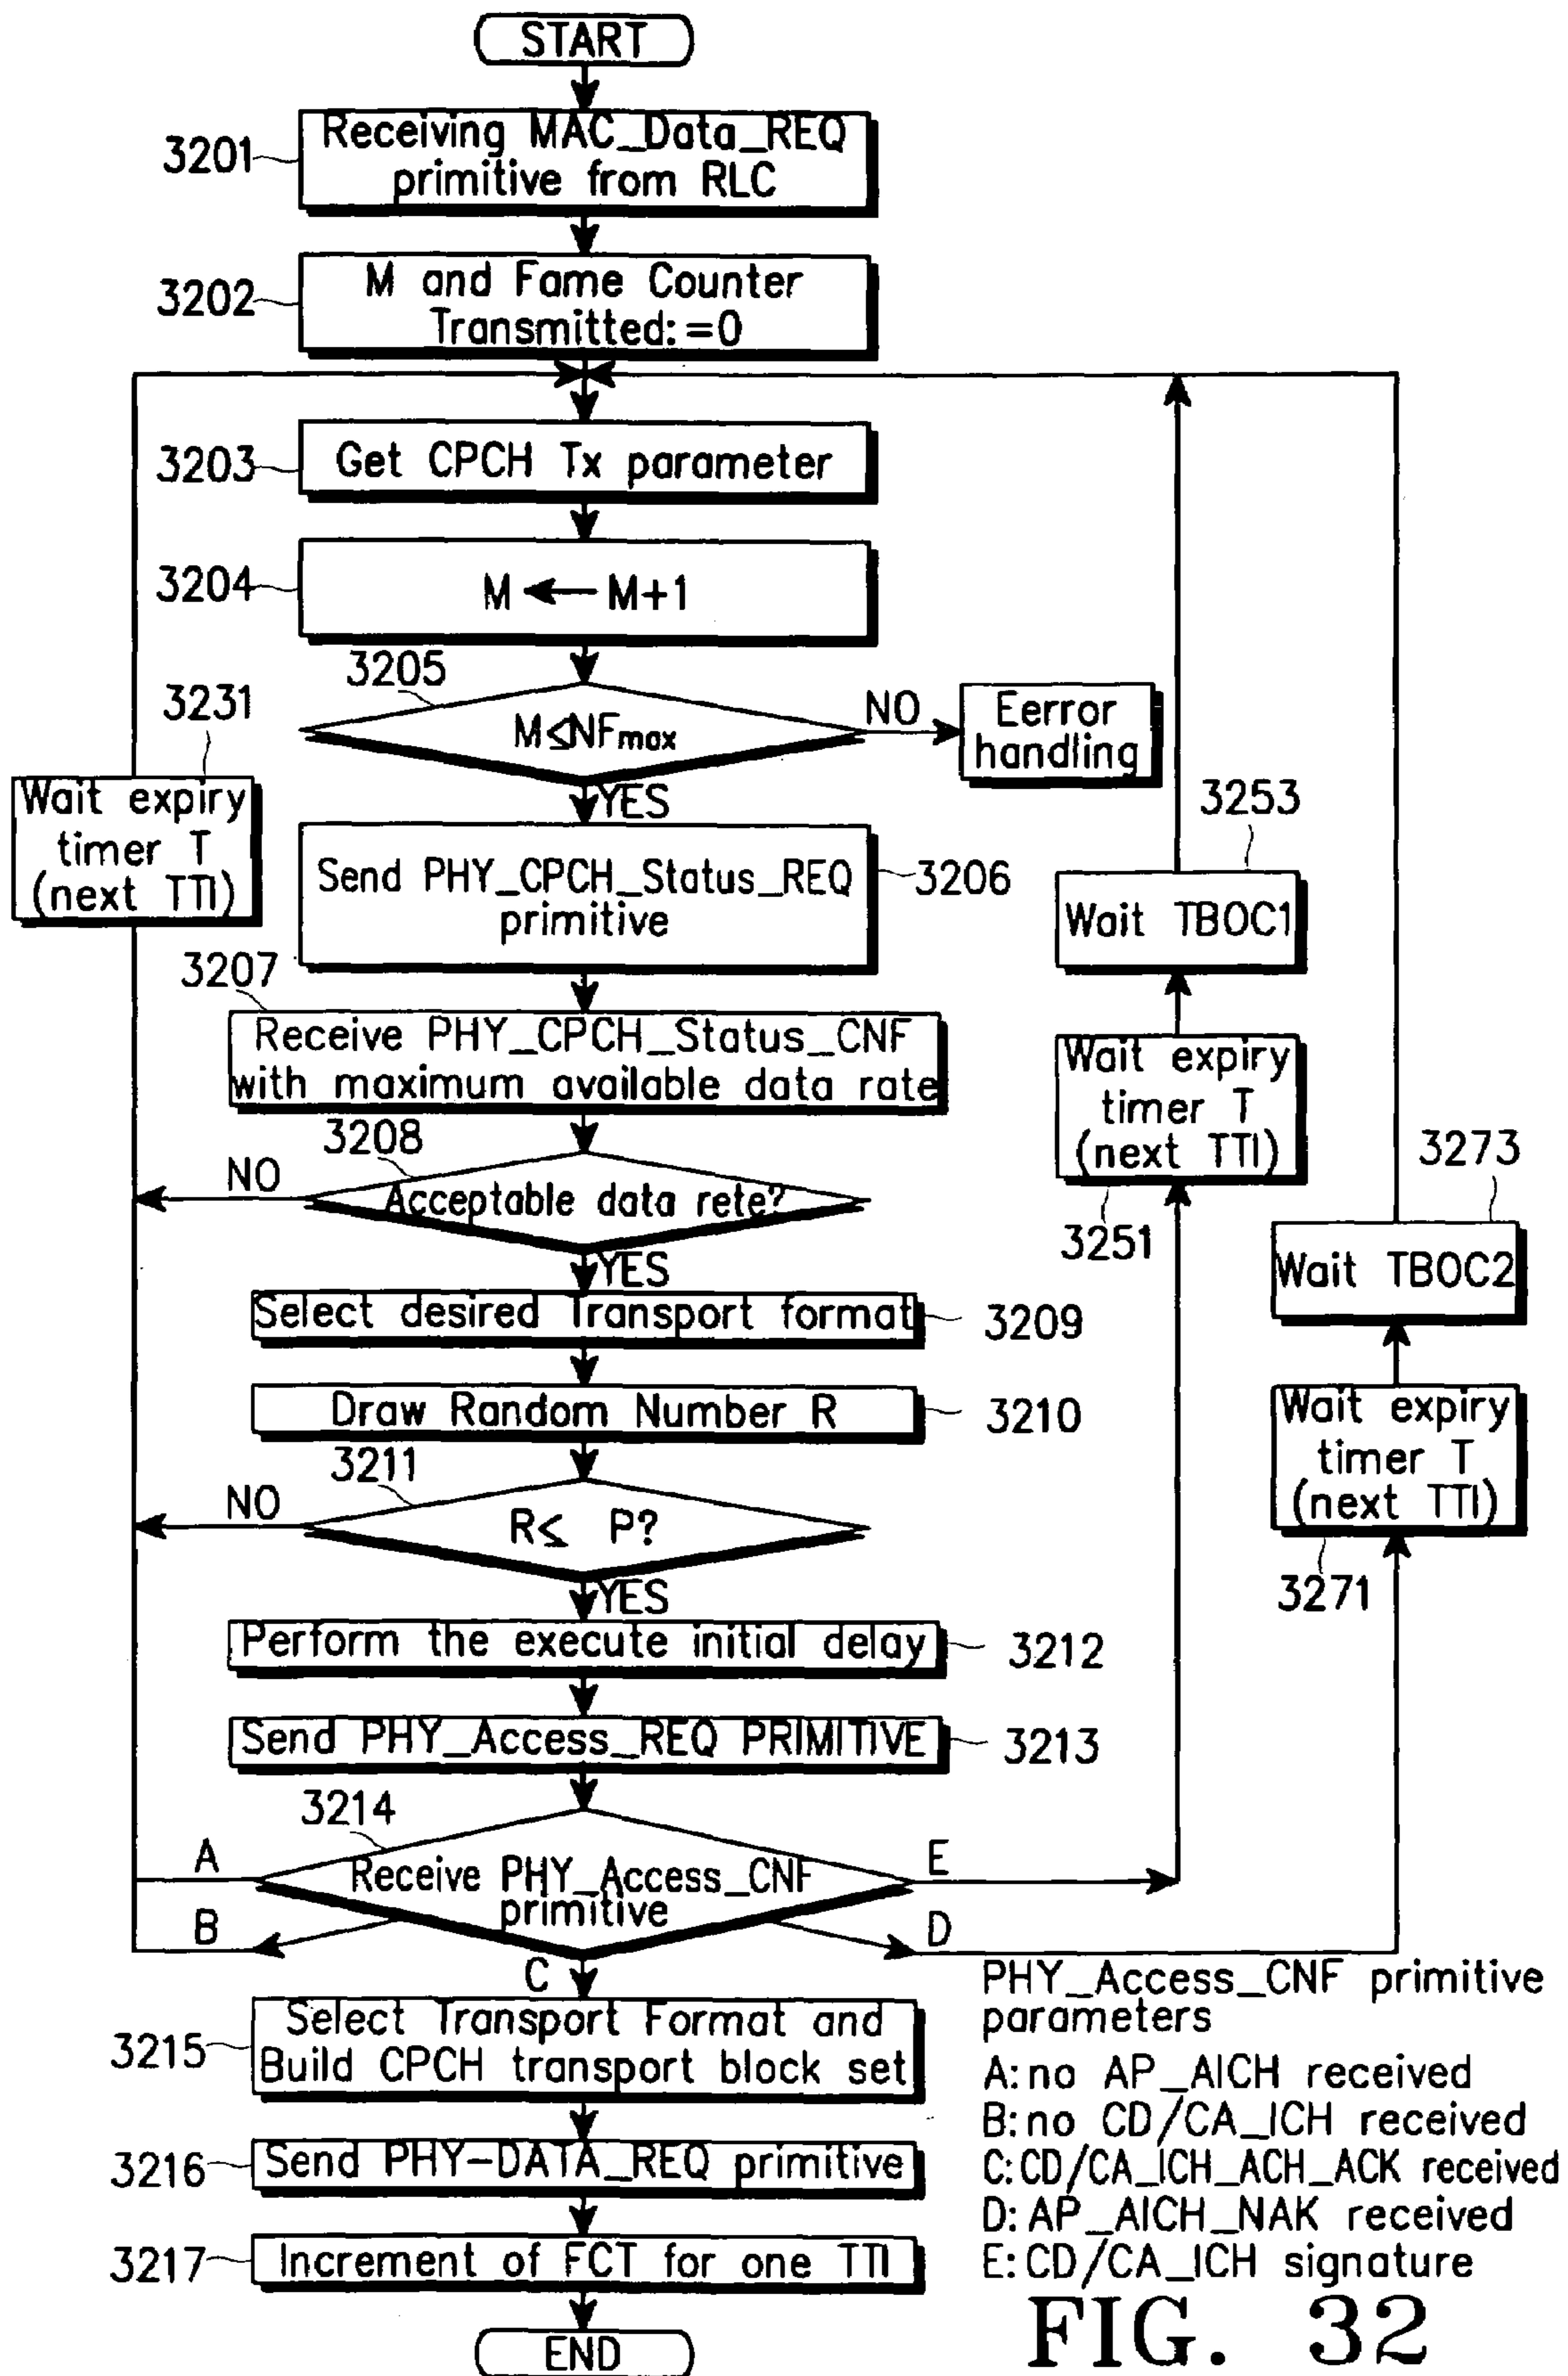 START
3201
Receiving MAC_Data_REQ
primitive from RLC
3202
M and Fame Counter
Transmitted:=0
3203
Get CPCH Tx parameter
3204
M ← M+1
3205
M≤NFmax
NO
Eerror
handling
YES
3231
Wait expiry
timer T
(next TTI)
Send PHY_CPCH_Status_REQ
primitive
3206
3253
Wait TBOC1
3207
Receive PHY_CPCH_Status_CNF
with maximum available data rate
Wait expiry
timer T
(next TTI)
3251
3208
NO
Acceptable data rete?
YES
3273
Wait TBOC2
Select desired Transport format
3209
Draw Random Number R
3210
Wait expiry
timer T
(next TTI)
3271
3211
NO
R≤ P?
YES
Perform the execute initial delay
3212
Send PHY_Access_REQ PRIMITIVE
3213
3214
A
Receive PHY_Access_CNF
primitive
E
B
D
C
3215
Select Transport Format and
Build CPCH transport block set
3216
Send PHY-DATA_REQ primitive
3217
Increment of FCT for one TTI
END
PHY_Access_CNF primitive
parameters
A:no AP_AICH received
B:no CD/CA_ICH received
C:CD/CA_ICH_ACH_ACK received
D:AP_AICH_NAK received
E:CD/CA_ICH signature
FIG. 32